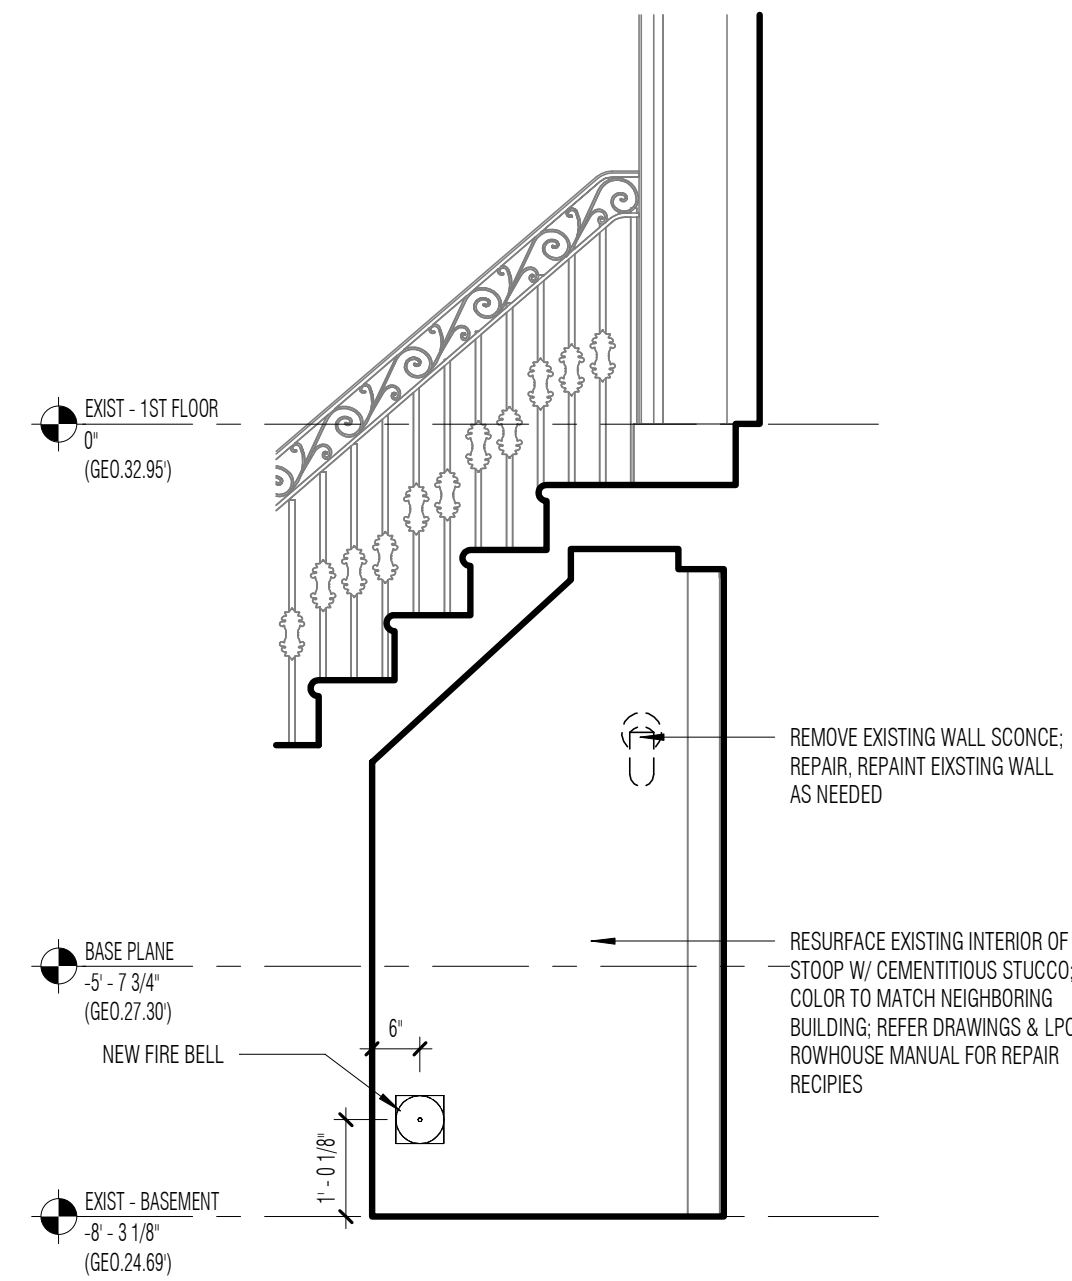 EXIST - 1ST FLOOR
0"
(GEO.32.95')
REMOVE EXISTING WALL SCONCE;
REPAIR, REPAINT EIXSTING WALL
AS NEEDED
BASE PLANE
-5' - 7 3/4"
(GEO.27.30')
RESURFACE EXISTING INTERIOR OF
STOOP W/ CEMENTITIOUS STUCCO;
COLOR TO MATCH NEIGHBORING
BUILDING; REFER DRAWINGS & LPC
ROWHOUSE MANUAL FOR REPAIR
RECIPIES
6"
NEW FIRE BELL
1' - 0 1/8"
EXIST - BASEMENT
-8' - 3 1/8"
(GEO.24.69')